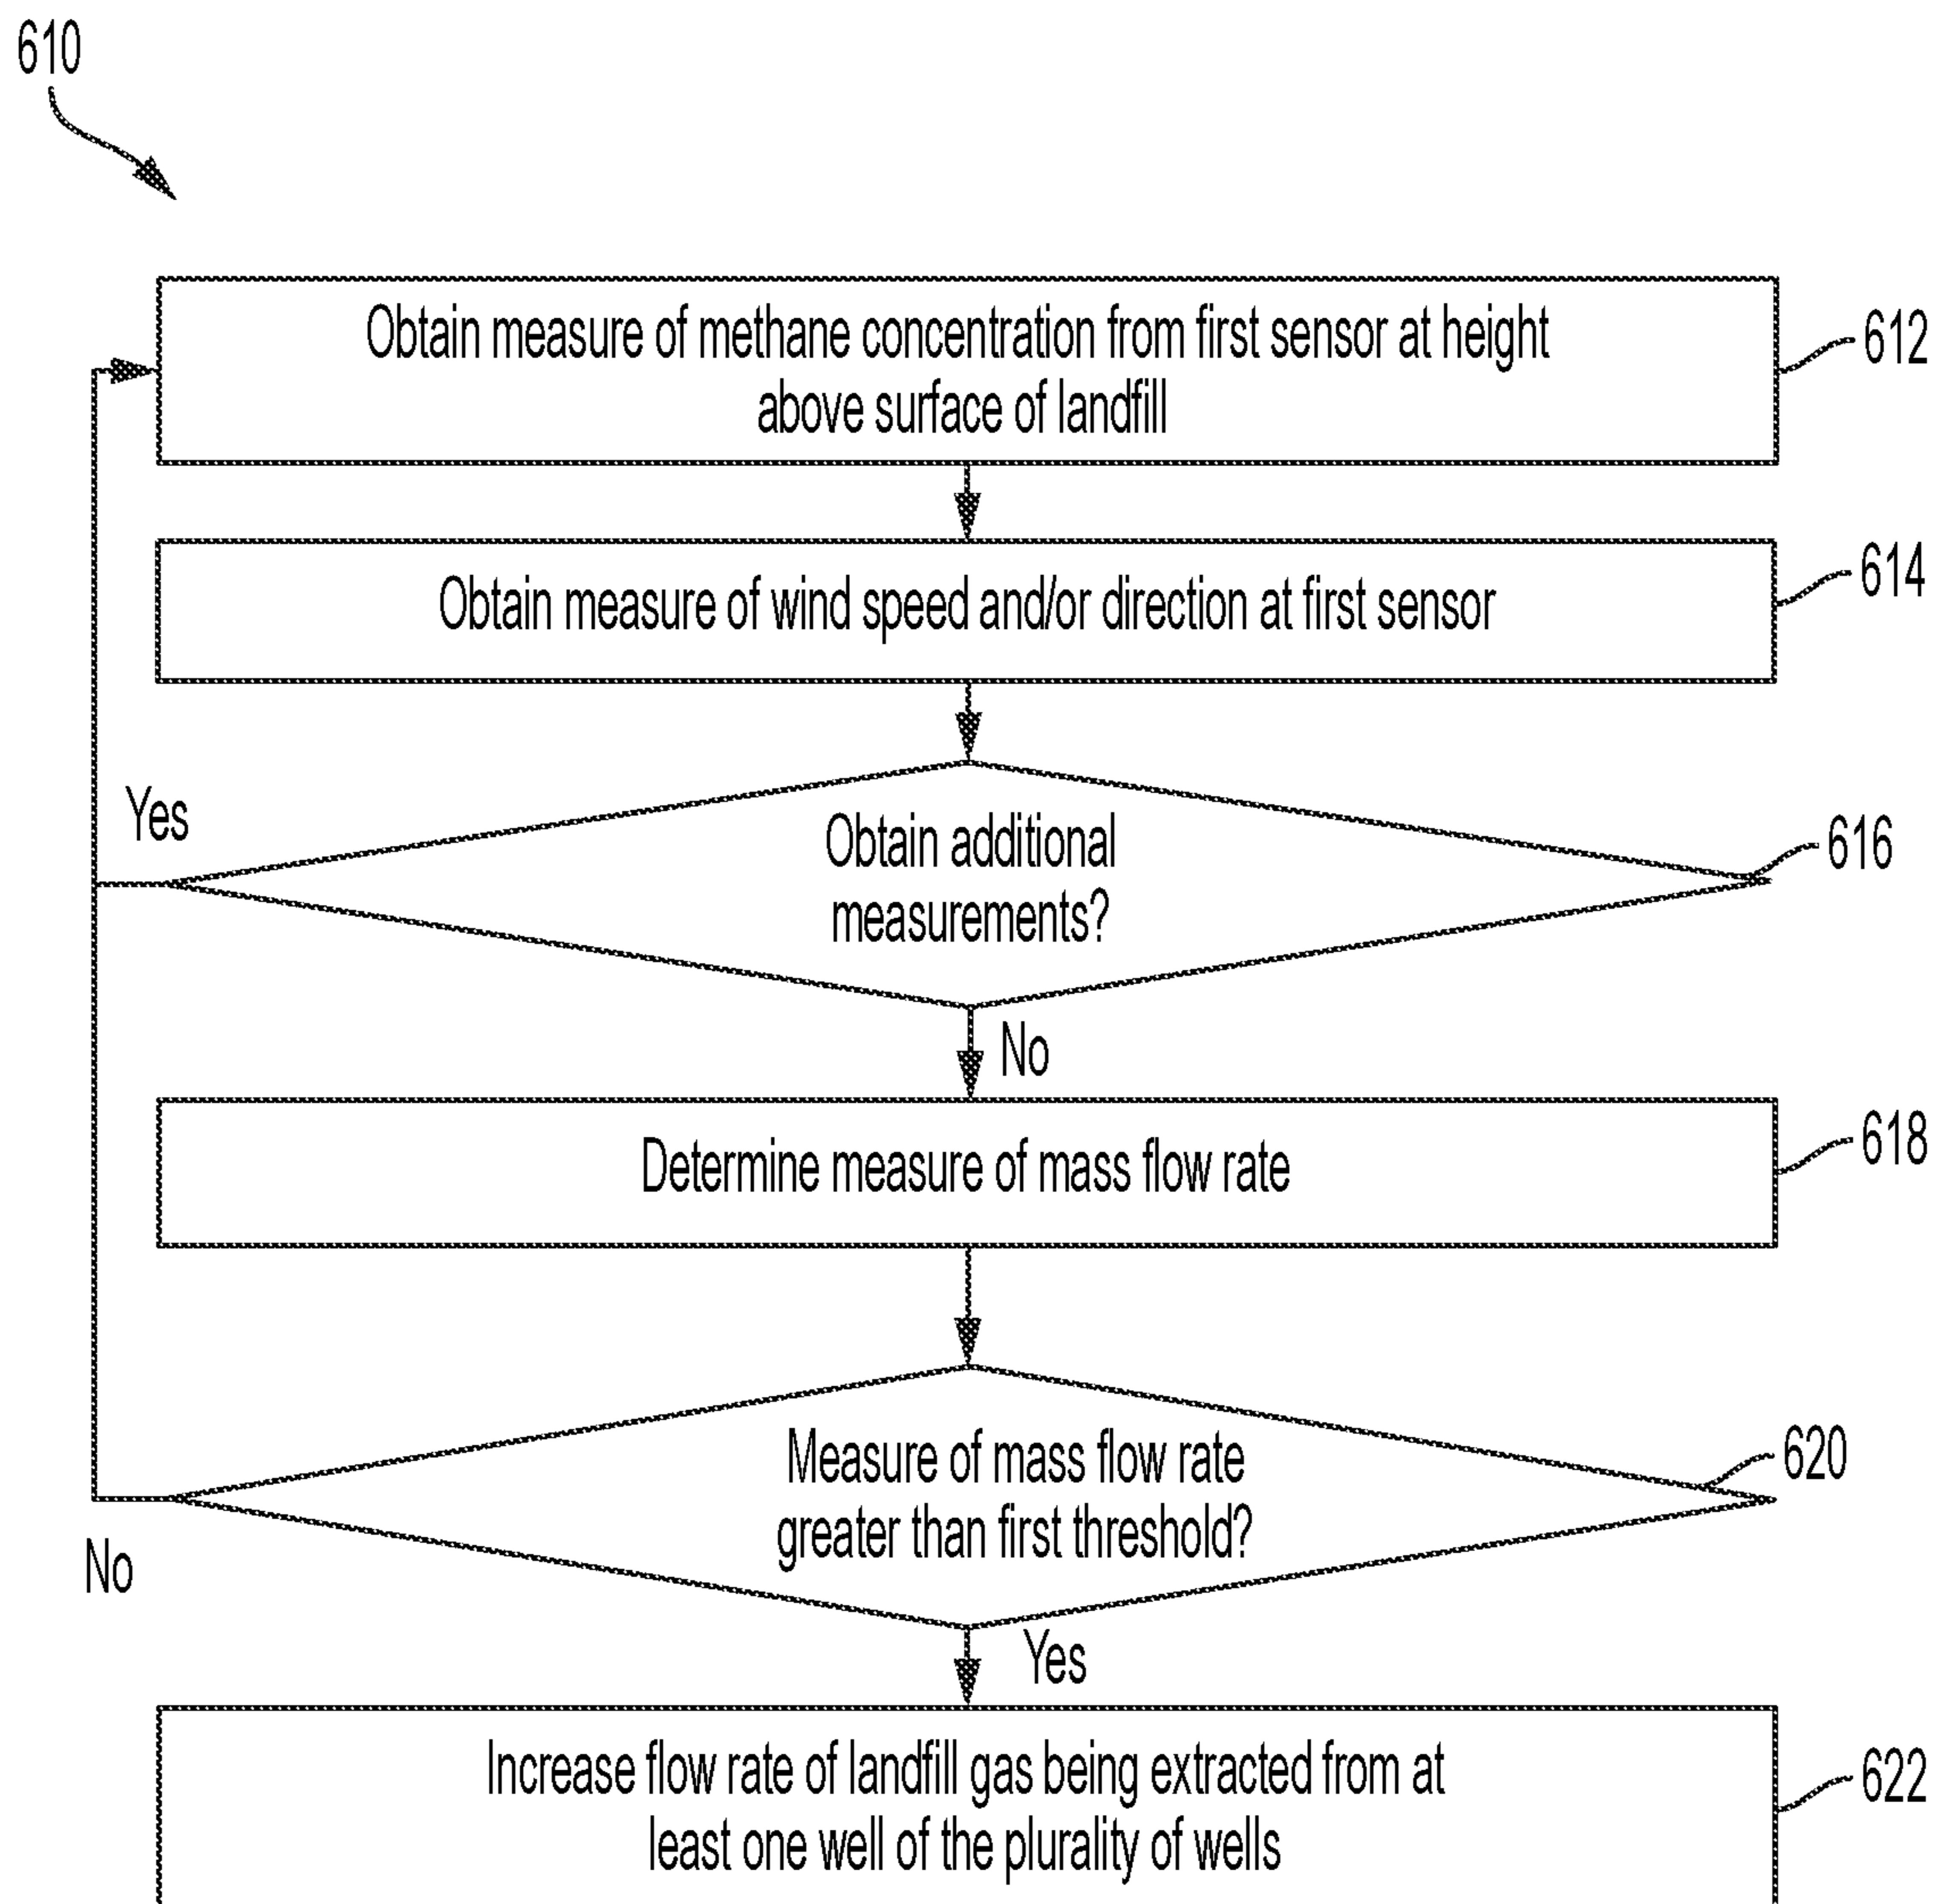 610
Obtain measure of methane concentration from first sensor at height
above surface of landfill
612
Obtain measure of wind speed and/or direction at first sensor
614
Yes
Obtain additional
measurements?
616
No
Determine measure of mass flow rate
618
Measure of mass flow rate
greater than first threshold?
620
No
Yes
Increase flow rate of landfill gas being extracted from at
least one well of the plurality of wells
622